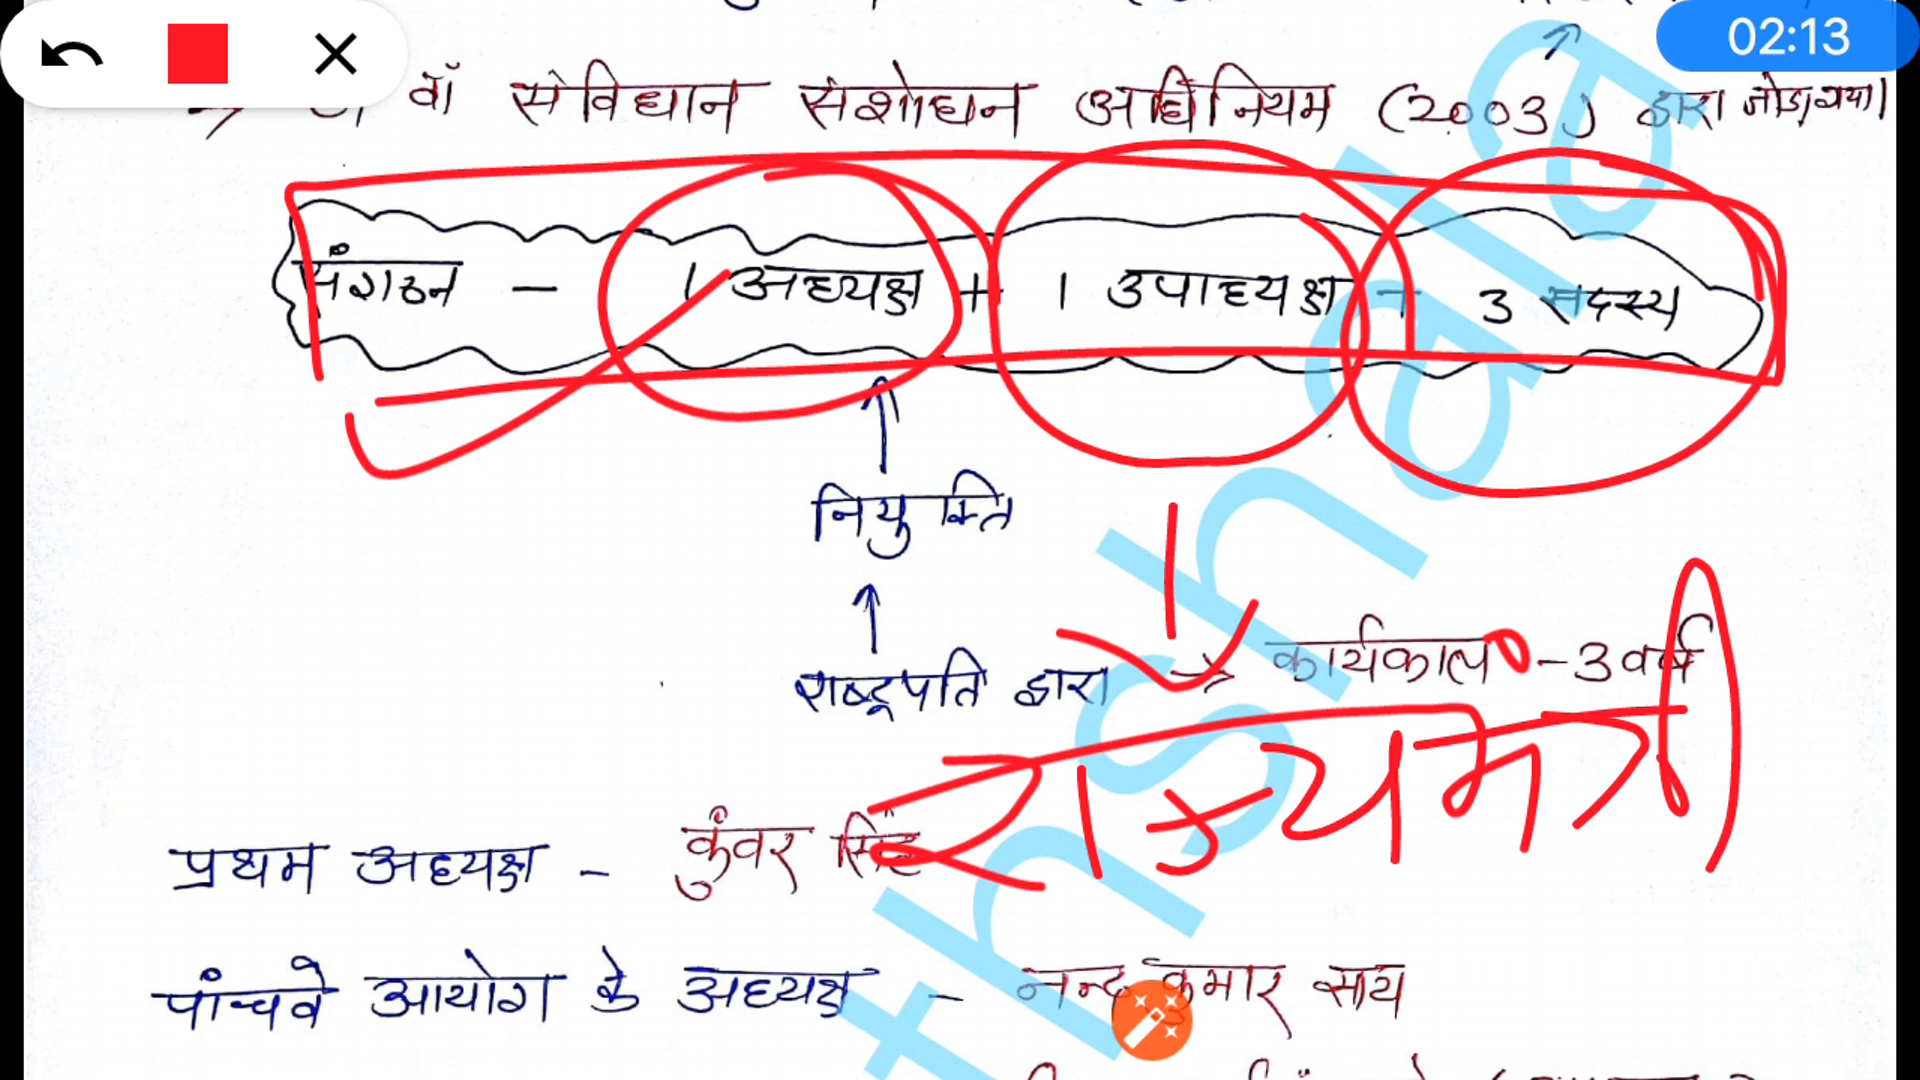 02:13
वाँ संविधान संशोधन अधिनियम (2003) द्वारा जोड़ा गया।
संगठन - 1 अध्यक्ष + 1 उपाध्यक्ष + 3 सदस्य
नियुक्ति
राष्ट्रपति द्वारा → कार्यकाल - 3 वर्ष
राज्यमंत्री
प्रथम अध्यक्ष - कुंवर सिंह
पांचवे आयोग के अध्यक्ष - नन्द कुमार साय